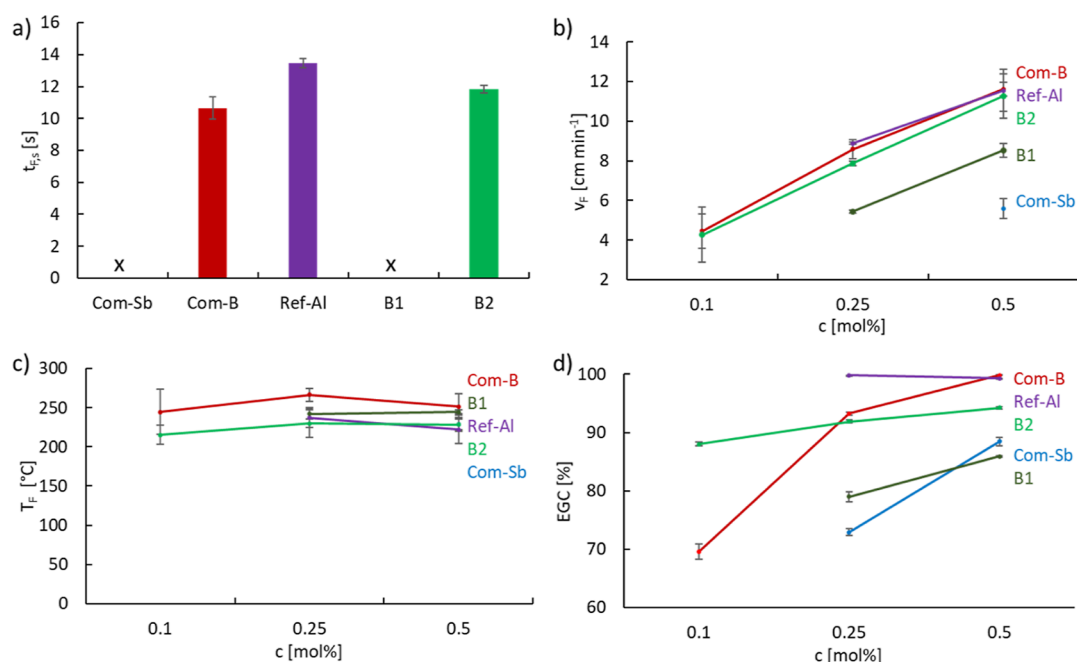 a)
16
14
12
10
8
6
4
2
0
t_F,s [s]
x
x
Com-Sb Com-B Ref-Al B1 B2
b)
14
12
10
8
6
4
2
v_F [cm min⁻¹]
Com-B
Ref-Al
B2
B1
Com-Sb
0.1 0.25 0.5
c [mol%]
c)
300
250
200
150
100
50
0
T_F [°C]
Com-B
B1
Ref-Al
B2
Com-Sb
0.1 0.25 0.5
c [mol%]
d)
100
90
80
70
60
EGC [%]
Com-B
Ref-Al
B2
Com-Sb
B1
0.1 0.25 0.5
c [mol%]